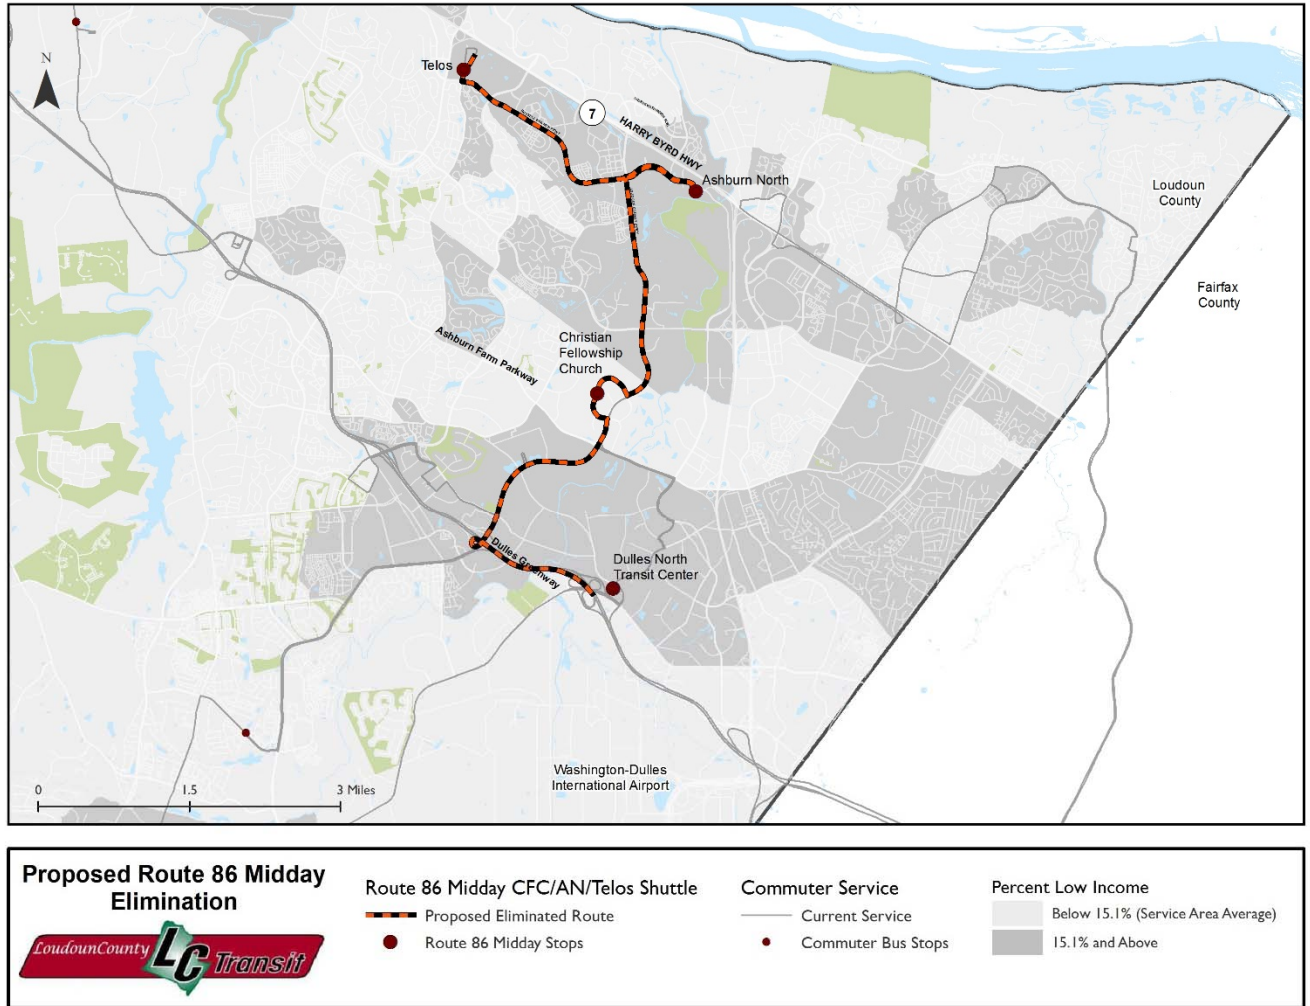 N
Telos
7
HARRY BYRD HWY
Ashburn North
Loudoun
County
Fairfax
County
Christian
Fellowship
Church
Ashburn Farm Parkway
Dulles Greenway
Dulles North
Transit Center
Washington-Dulles
International Airport
0 1.5 3 Miles
Proposed Route 86 Midday
Elimination
LoudounCounty LC Transit
Route 86 Midday CFC/AN/Telos Shuttle
Proposed Eliminated Route
Route 86 Midday Stops
Commuter Service
Current Service
Commuter Bus Stops
Percent Low Income
Below 15.1% (Service Area Average)
15.1% and Above